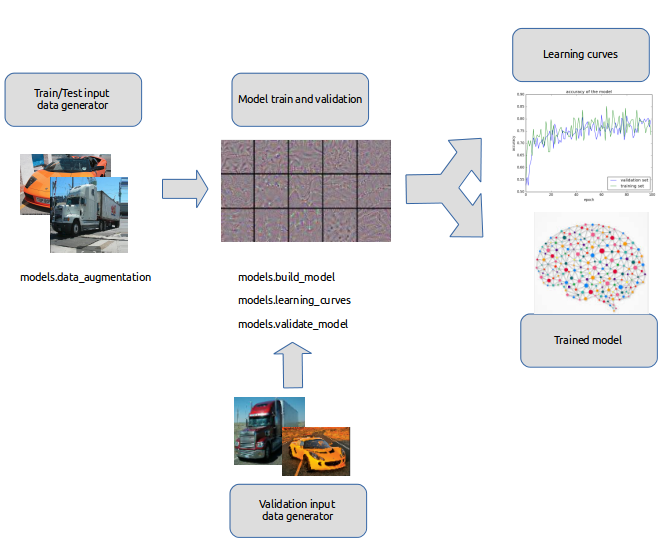 Learning curves
Train/Test input
data generator
Model train and validation
acccuracy of the model
0.90
0.85
0.80
0.75
0.70
0.65
0.60
0.55
0.50
accuracy
0
20
40
60
80
100
epoch
validation set
training set
models.data_augmentation
models.build_model
models.learning_curves
models.validate_model
Trained model
Validation input
data generator